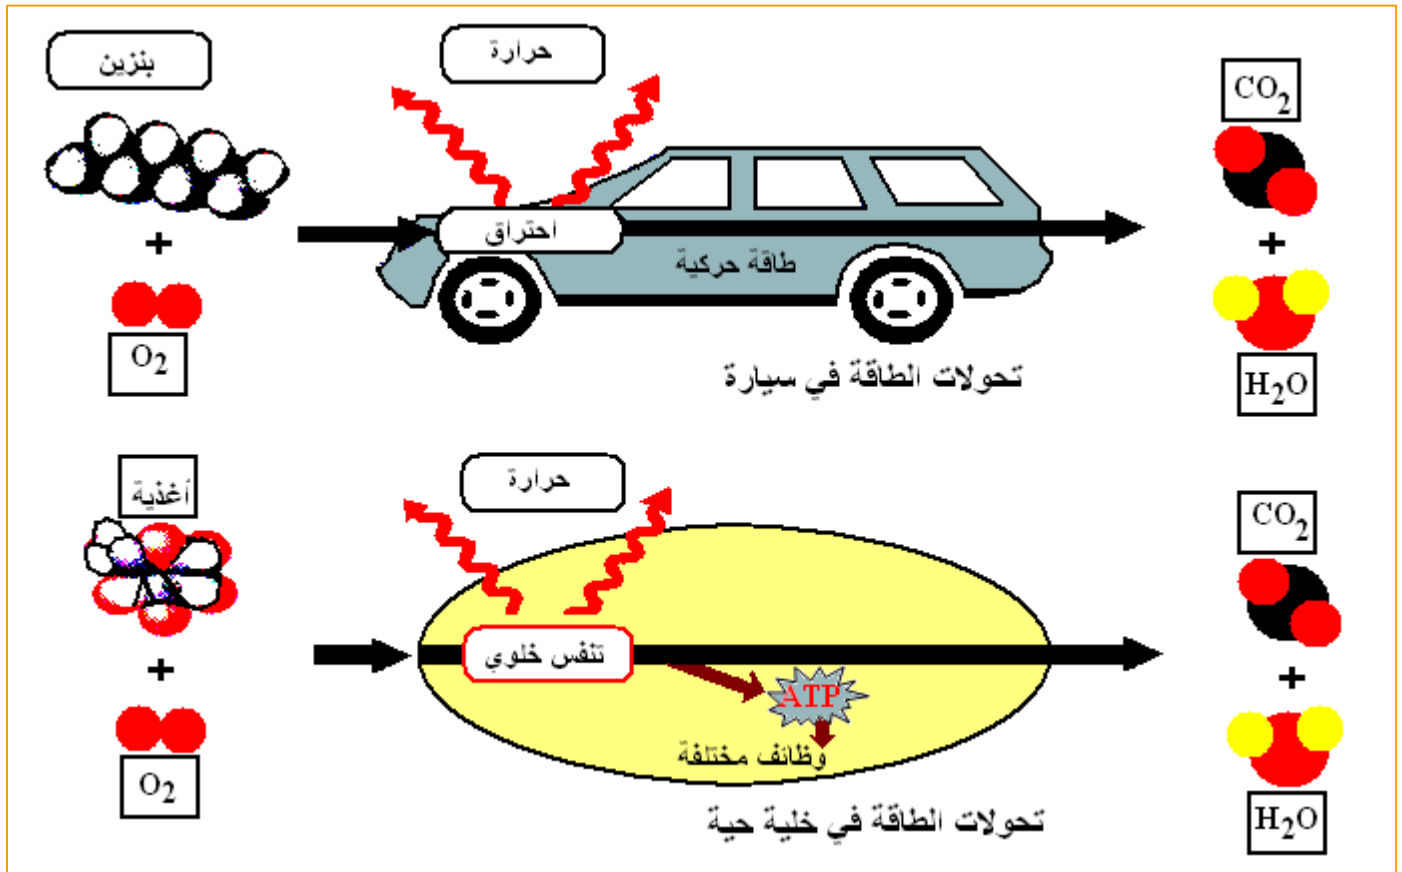 بنزين
حرارة
CO2
احتراق
طاقة حركية
+
+
O2
H2O
تحولات الطاقة في سيارة
أغذية
حرارة
CO2
تنفس خلوي
+
+
ATP
وظائف مختلفة
O2
H2O
تحولات الطاقة في خلية حية